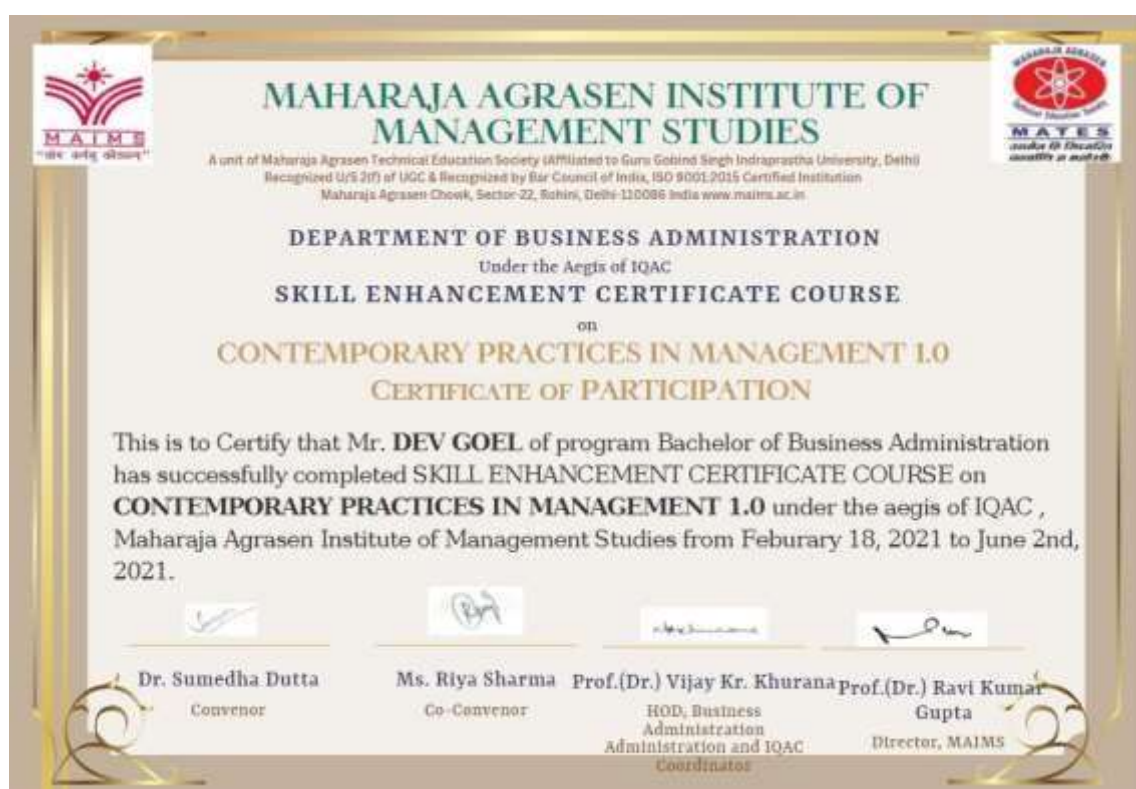 MAHARAJA AGRASEN INSTITUTE OF
MANAGEMENT STUDIES
A unit of Maharaja Agrasen Technical Education Society (Affiliated to Guru Gobind Singh Indraprastha University, Delhi)
Recognized U/S 2(f) of UGC & Recognized by Bar Council of India, ISO 9001:2015 Certified Institution
Maharaja Agrasen Chowk, Sector-22, Rohini, Delhi-110086 India www.maims.ac.in
MAIMS
MAHARAJA AGRASEN
MATES
DEPARTMENT OF BUSINESS ADMINISTRATION
Under the Aegis of IQAC
SKILL ENHANCEMENT CERTIFICATE COURSE
on
CONTEMPORARY PRACTICES IN MANAGEMENT 1.0
CERTIFICATE OF PARTICIPATION
This is to Certify that Mr. DEV GOEL of program Bachelor of Business Administration
has successfully completed SKILL ENHANCEMENT CERTIFICATE COURSE on
CONTEMPORARY PRACTICES IN MANAGEMENT 1.0 under the aegis of IQAC ,
Maharaja Agrasen Institute of Management Studies from Feburary 18, 2021 to June 2nd,
2021.
Dr. Sumedha Dutta
Convenor
Ms. Riya Sharma
Co-Convenor
Prof.(Dr.) Vijay Kr. Khurana
HOD, Business
Administration
Administration and IQAC
Coordinator
Prof.(Dr.) Ravi Kumar
Gupta
Director, MAIMS